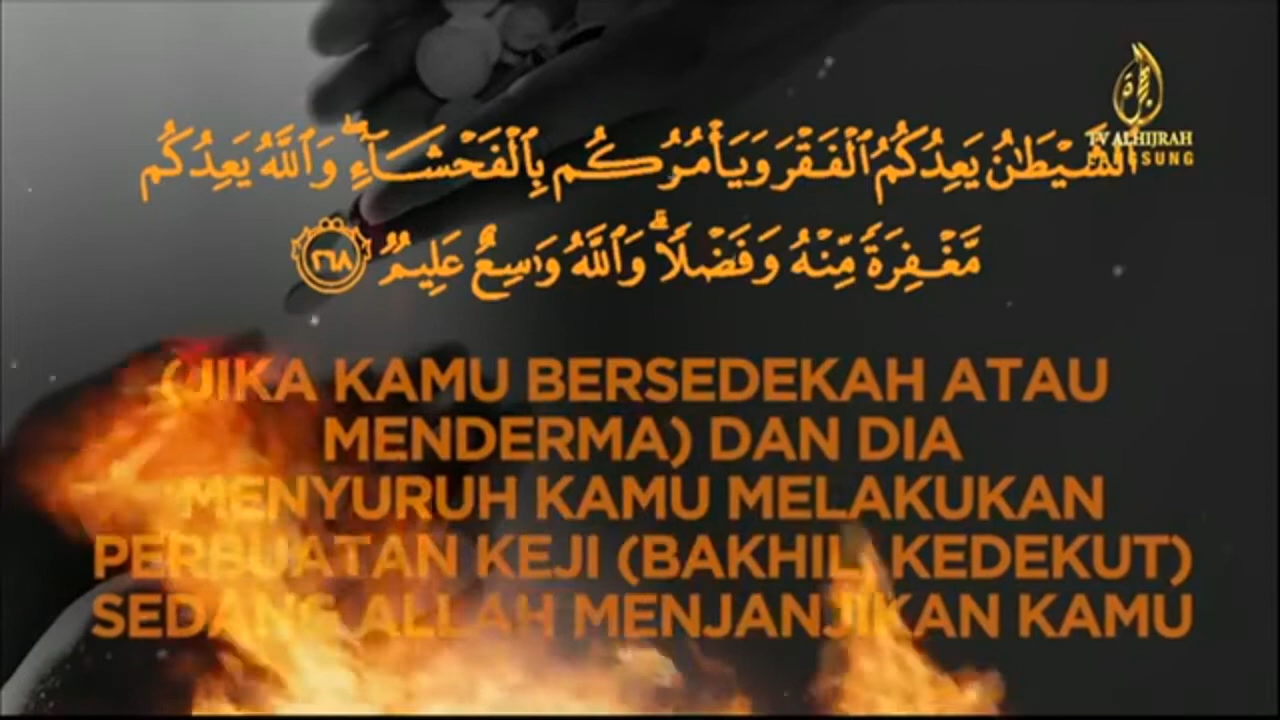 ٱلشَّيْطَٰنُ يَعِدُكُمُ ٱلْفَقْرَ وَيَأْمُرُكُم بِٱلْفَحْشَآءِ ۖ وَٱللَّهُ يَعِدُكُم
مَّغْفِرَةً مِّنْهُ وَفَضْلًا ۗ وَٱللَّهُ وَٰسِعٌ عَلِيمٌ ٢٦٨
(JIKA KAMU BERSEDEKAH ATAU
MENDERMA) DAN DIA
MENYURUH KAMU MELAKUKAN
PERBUATAN KEJI (BAKHIL, KEDEKUT)
SEDANG ALLAH MENJANJIKAN KAMU
TV ALHIJRAH
LANGSUNG